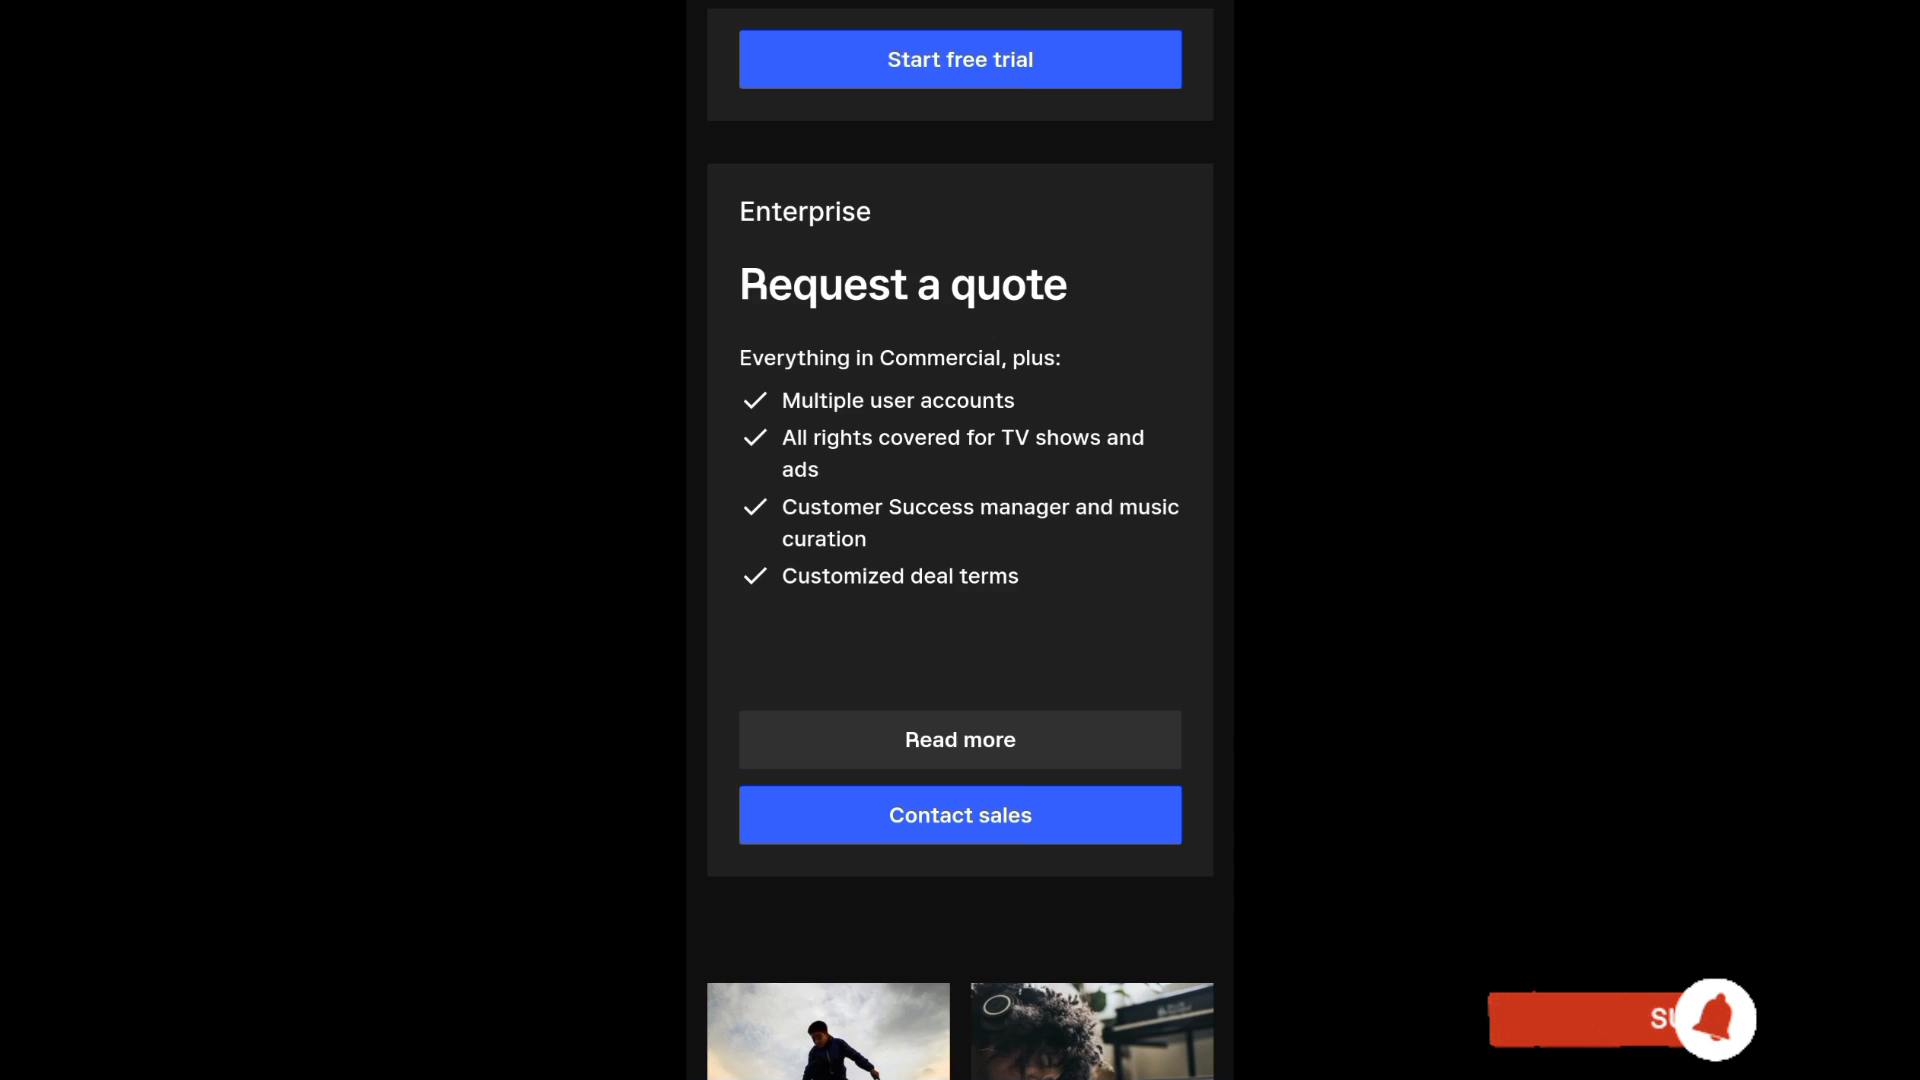 Start free trial
Enterprise
Request a quote
Everything in Commercial, plus:
Multiple user accounts
All rights covered for TV shows and
ads
Customer Success manager and music
curation
Customized deal terms
Read more
Contact sales